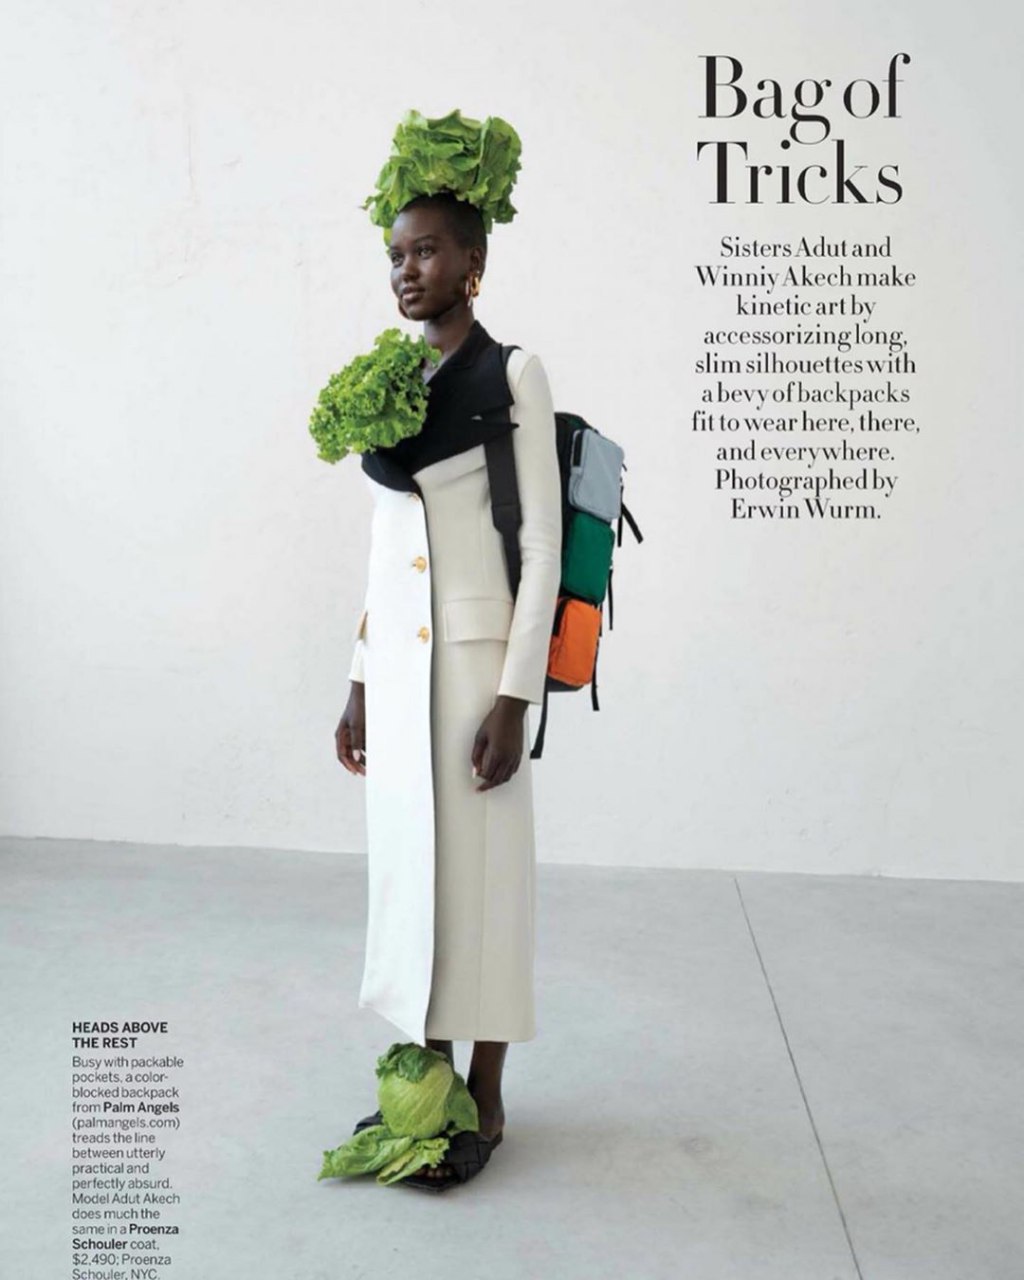 Bag of
Tricks
Sisters Adut and
Winniy Akech make
kinetic art by
accessorizing long,
slim silhouettes with
a bevy of backpacks
fit to wear here, there,
and everywhere.
Photographed by
Erwin Wurm.
HEADS ABOVE
THE REST
Busy with packable
pockets, a color-
blocked backpack
from Palm Angels
(palmangels.com)
treads the line
between utterly
practical and
perfectly absurd.
Model Adut Akech
does much the
same in a Proenza
Schouler coat,
$2,490; Proenza
Schouler, NYC.